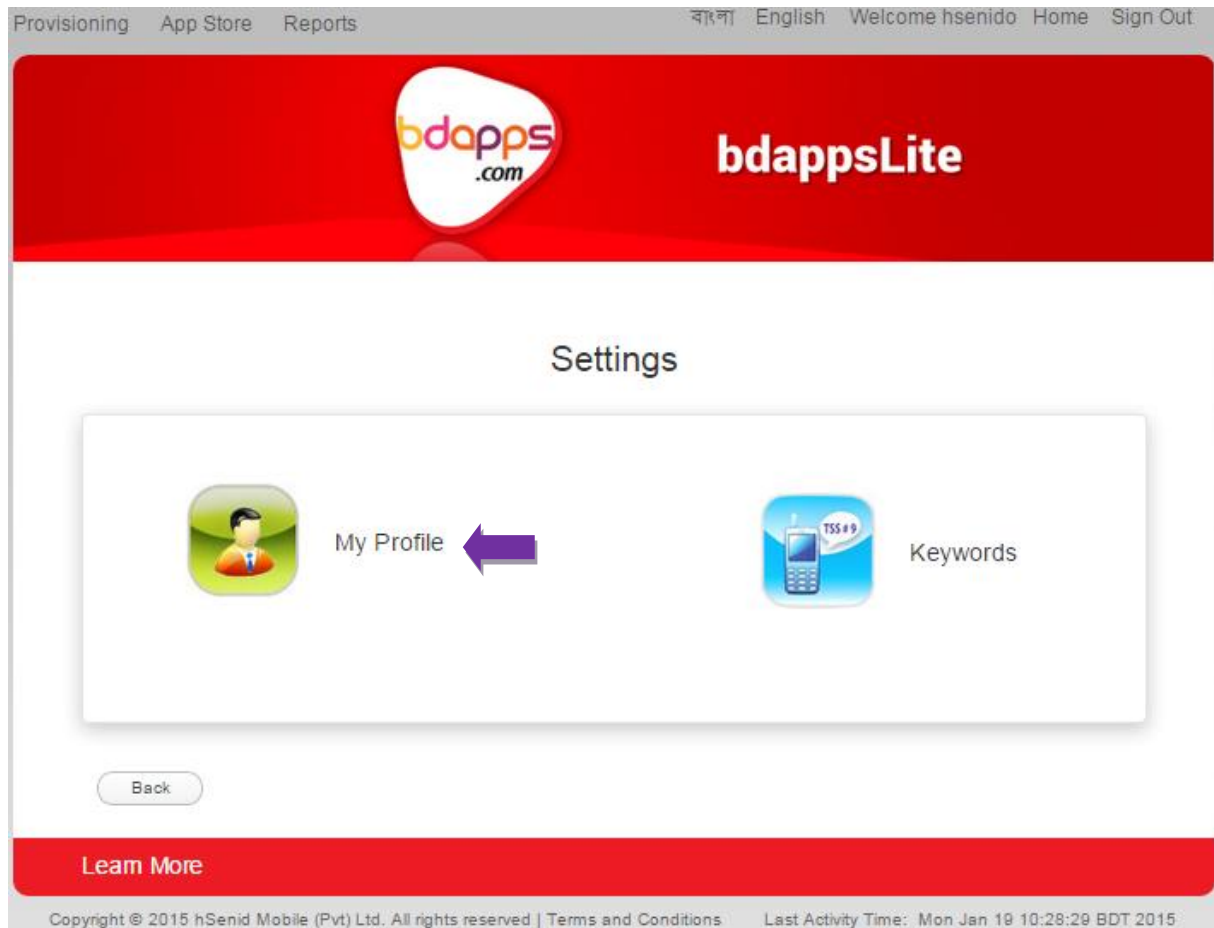 Provisioning App Store Reports বাংলা English Welcome hsenido Home Sign Out
bdapps
.com
bdappsLite
Settings
My Profile
TSS # 9
Keywords
Back
Learn More
Copyright © 2015 hSenid Mobile (Pvt) Ltd. All rights reserved | Terms and Conditions Last Activity Time: Mon Jan 19 10:28:29 BDT 2015